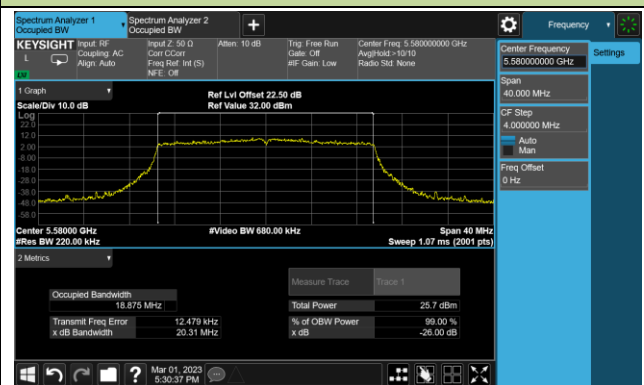 Spectrum Analyzer 1
Occupied BW
Spectrum Analyzer 2
Occupied BW
+
Frequency
KEYSIGHT
L
LXI
Input: RF
Coupling: AC
Align: Auto
Input Z: 50 Ω
Corr CCorr
Freq Ref: Int (S)
NFE: Off
Atten: 10 dB
Trig: Free Run
Gate: Off
#IF Gain: Low
Center Freq: 5.580000000 GHz
Avg|Hold:>10/10
Radio Std: None
Center Frequency
5.580000000 GHz
Settings
Span
40.000 MHz
CF Step
4.000000 MHz
Auto
Man
Freq Offset
0 Hz
1 Graph
Scale/Div 10.0 dB
Ref Lvl Offset 22.50 dB
Ref Value 32.00 dBm
Log
22.0
12.0
2.00
-8.00
-18.0
-28.0
-38.0
-48.0
-58.0
Center 5.58000 GHz
#Res BW 220.00 kHz
#Video BW 680.00 kHz
Span 40 MHz
Sweep 1.07 ms (2001 pts)
2 Metrics
Measure Trace
Trace 1
Occupied Bandwidth
18.875 MHz
Total Power
25.7 dBm
Transmit Freq Error
12.479 kHz
% of OBW Power
99.00 %
x dB Bandwidth
20.31 MHz
x dB
-26.00 dB
?
Mar 01, 2023
5:30:37 PM